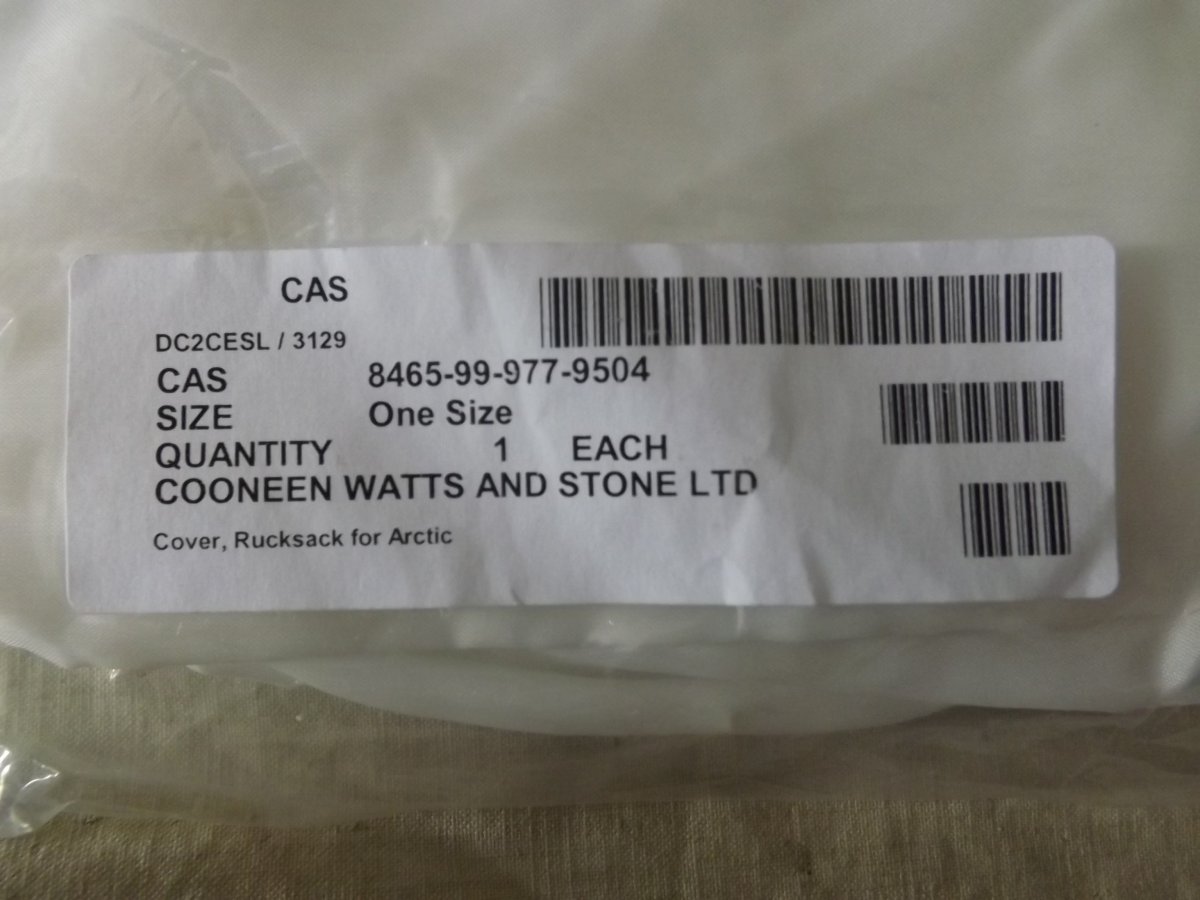 CAS
DC2CESL / 3129
CAS 8465-99-977-9504
SIZE One Size
QUANTITY 1 EACH
COONEEN WATTS AND STONE LTD
Cover, Rucksack for Arctic